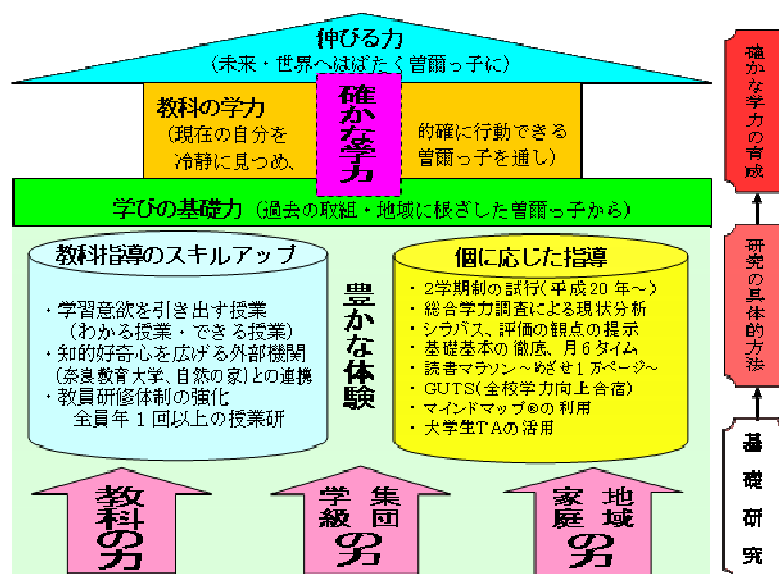 伸びる力
(未来・世界へはばたく曽爾っ子に)
教科の学力
(現在の自分を
冷静に見つめ、
確かな学力
的確に行動できる
曽爾っ子を通し)
学びの基礎力(過去の取組・地域に根ざした曽爾っ子から)
教科指導のスキルアップ
・学習意欲を引き出す授業
(わかる授業・できる授業)
・知的好奇心を広げる外部機関
(奈良教育大学、自然の家)との連携
・教員研修体制の強化
全員年1回以上の授業研
豊かな体験
個に応じた指導
・2学期制の試行(平成20年~)
・総合学力調査による現状分析
・シラバス、評価の観点の提示
・基礎基本の徹底、月6タイム
・読書マラソン~めざせ1万ページ~
・GUTS(全校学力向上合宿)
・マインドマップ®の利用
・大学生TAの活用
教科の力
学級集団の力
家庭地域の力
確かな学力の育成
研究の具体的方法
基礎研究